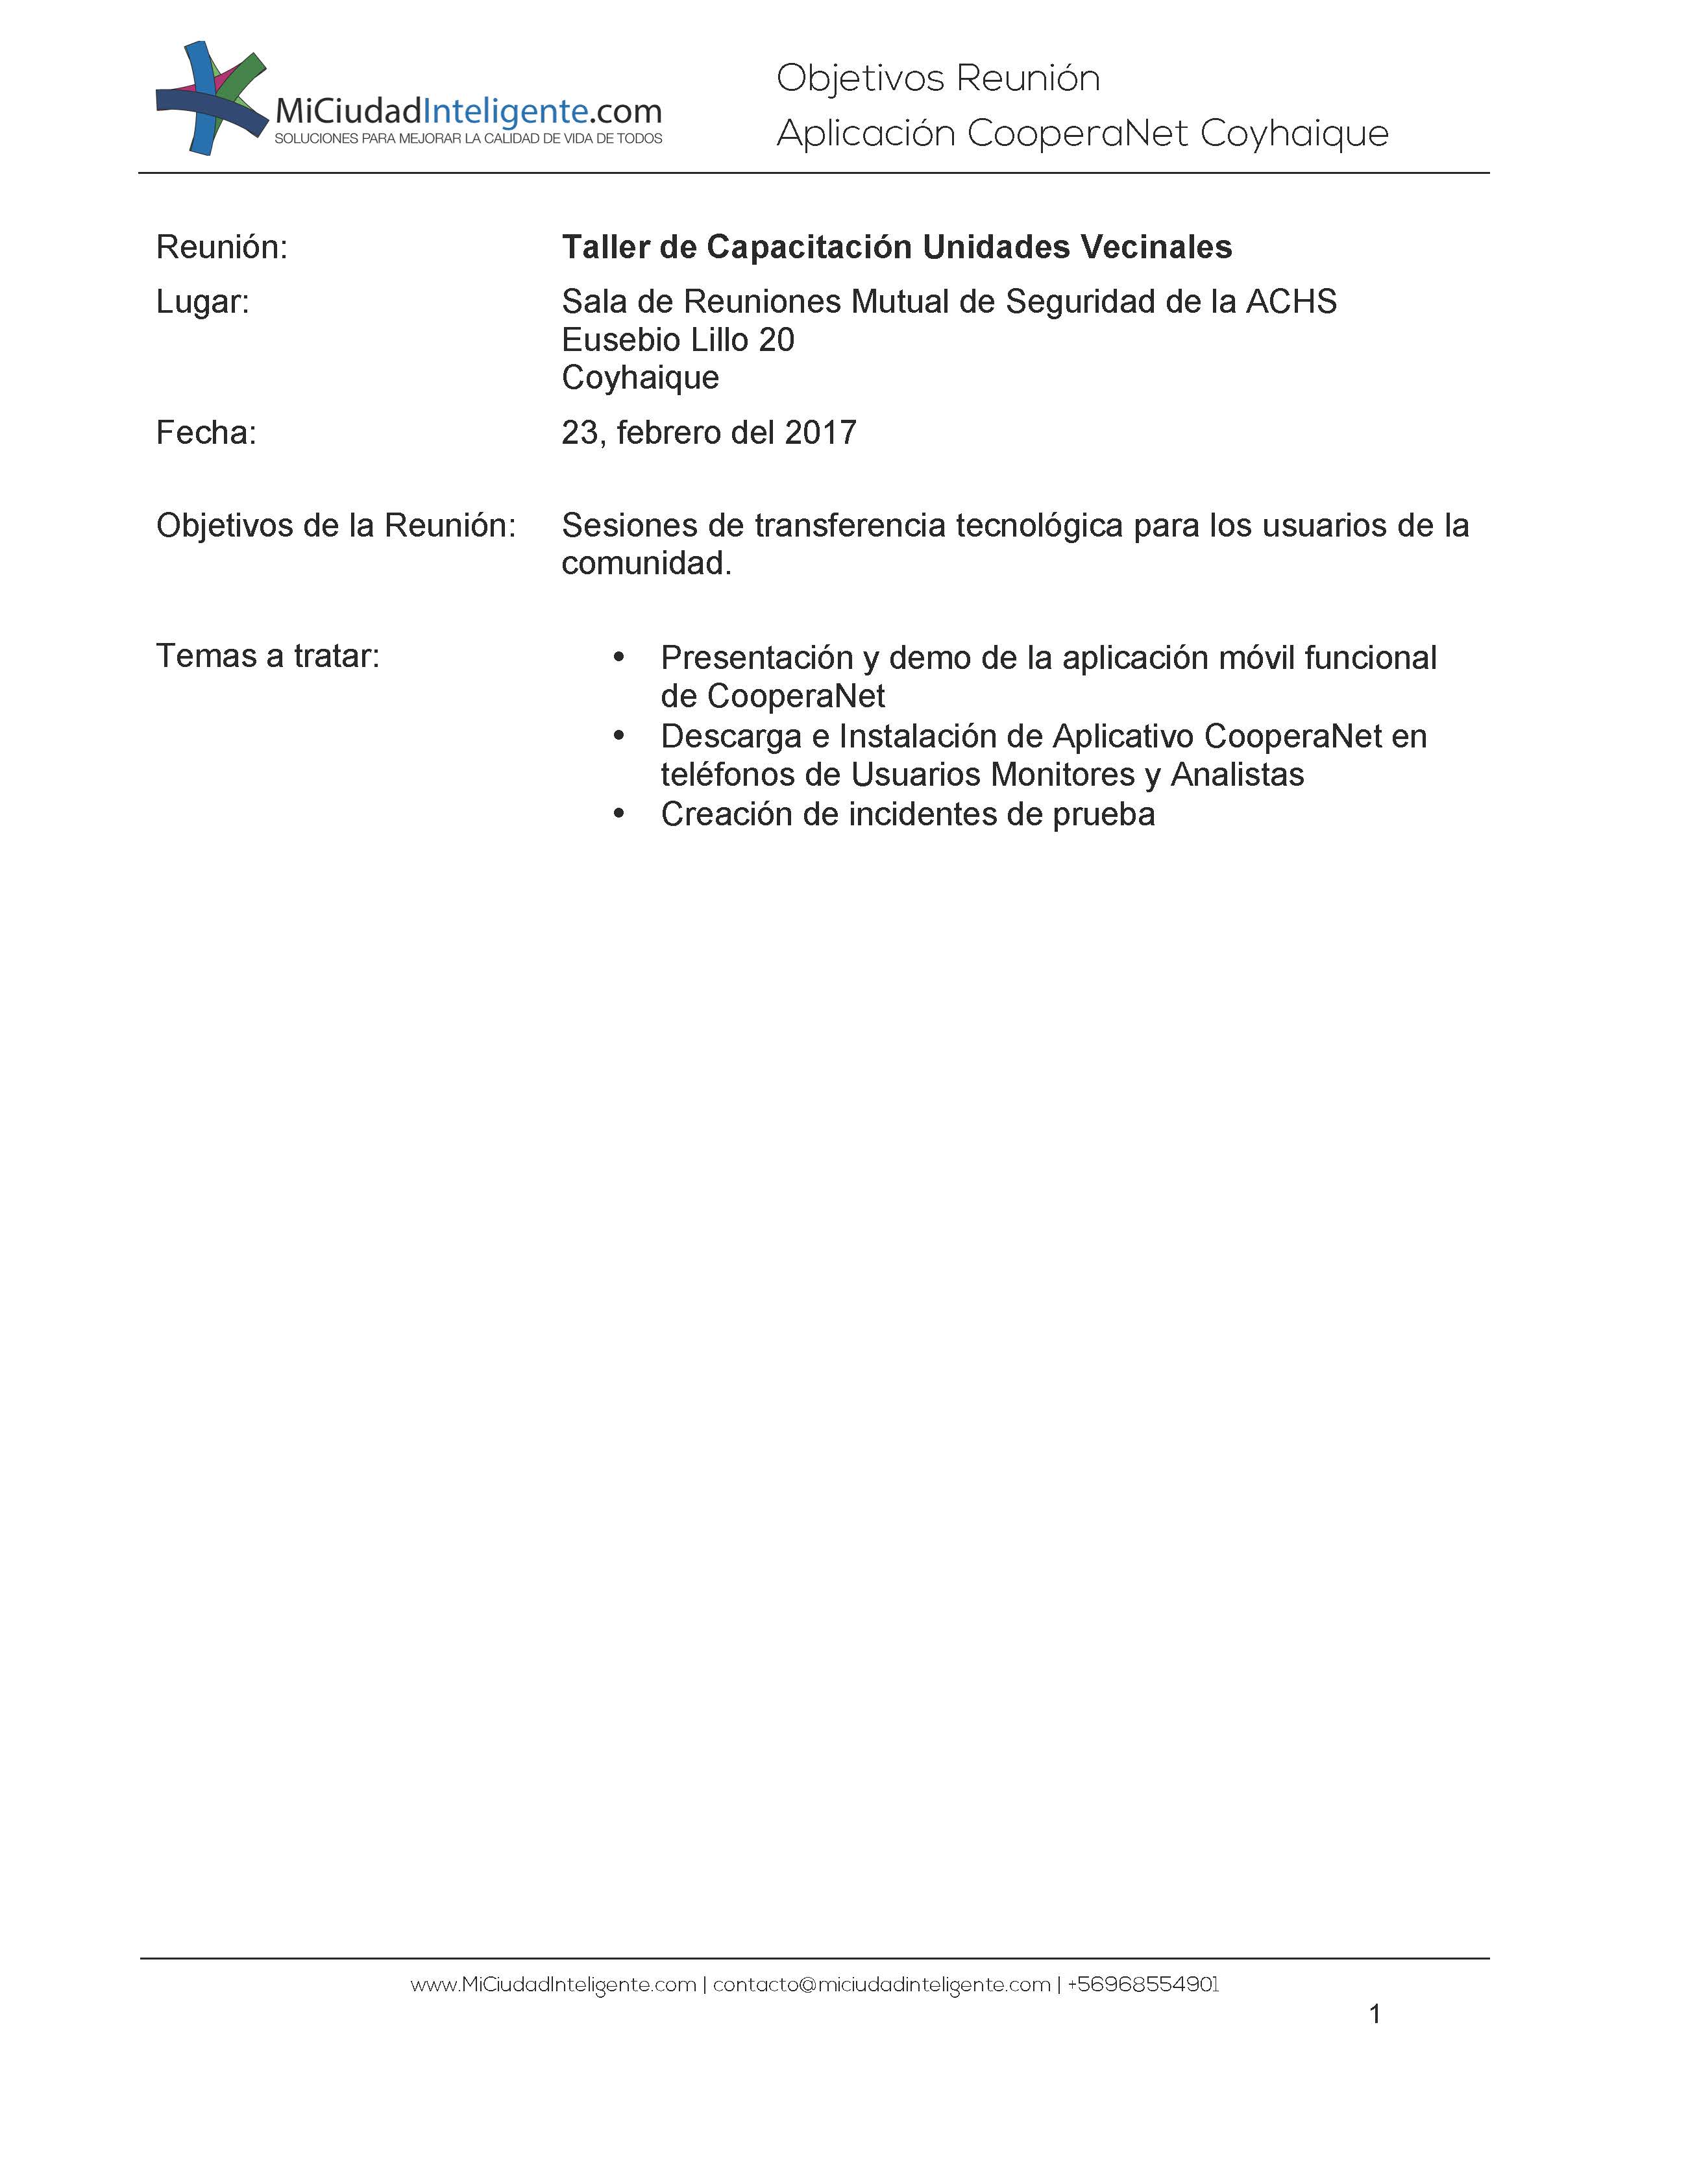 MiCiudadInteligente.com
SOLUCIONES PARA MEJORAR LA CALIDAD DE VIDA DE TODOS
Objetivos Reunión
Aplicación CooperaNet Coyhaique
Reunión: Taller de Capacitación Unidades Vecinales
Lugar: Sala de Reuniones Mutual de Seguridad de la ACHS
Eusebio Lillo 20
Coyhaique
Fecha: 23, febrero del 2017
Objetivos de la Reunión: Sesiones de transferencia tecnológica para los usuarios de la
comunidad.
Temas a tratar: • Presentación y demo de la aplicación móvil funcional
de CooperaNet
• Descarga e Instalación de Aplicativo CooperaNet en
teléfonos de Usuarios Monitores y Analistas
• Creación de incidentes de prueba
www.MiCiudadInteligente.com | contacto@miciudadinteligente.com | +56968554901
1